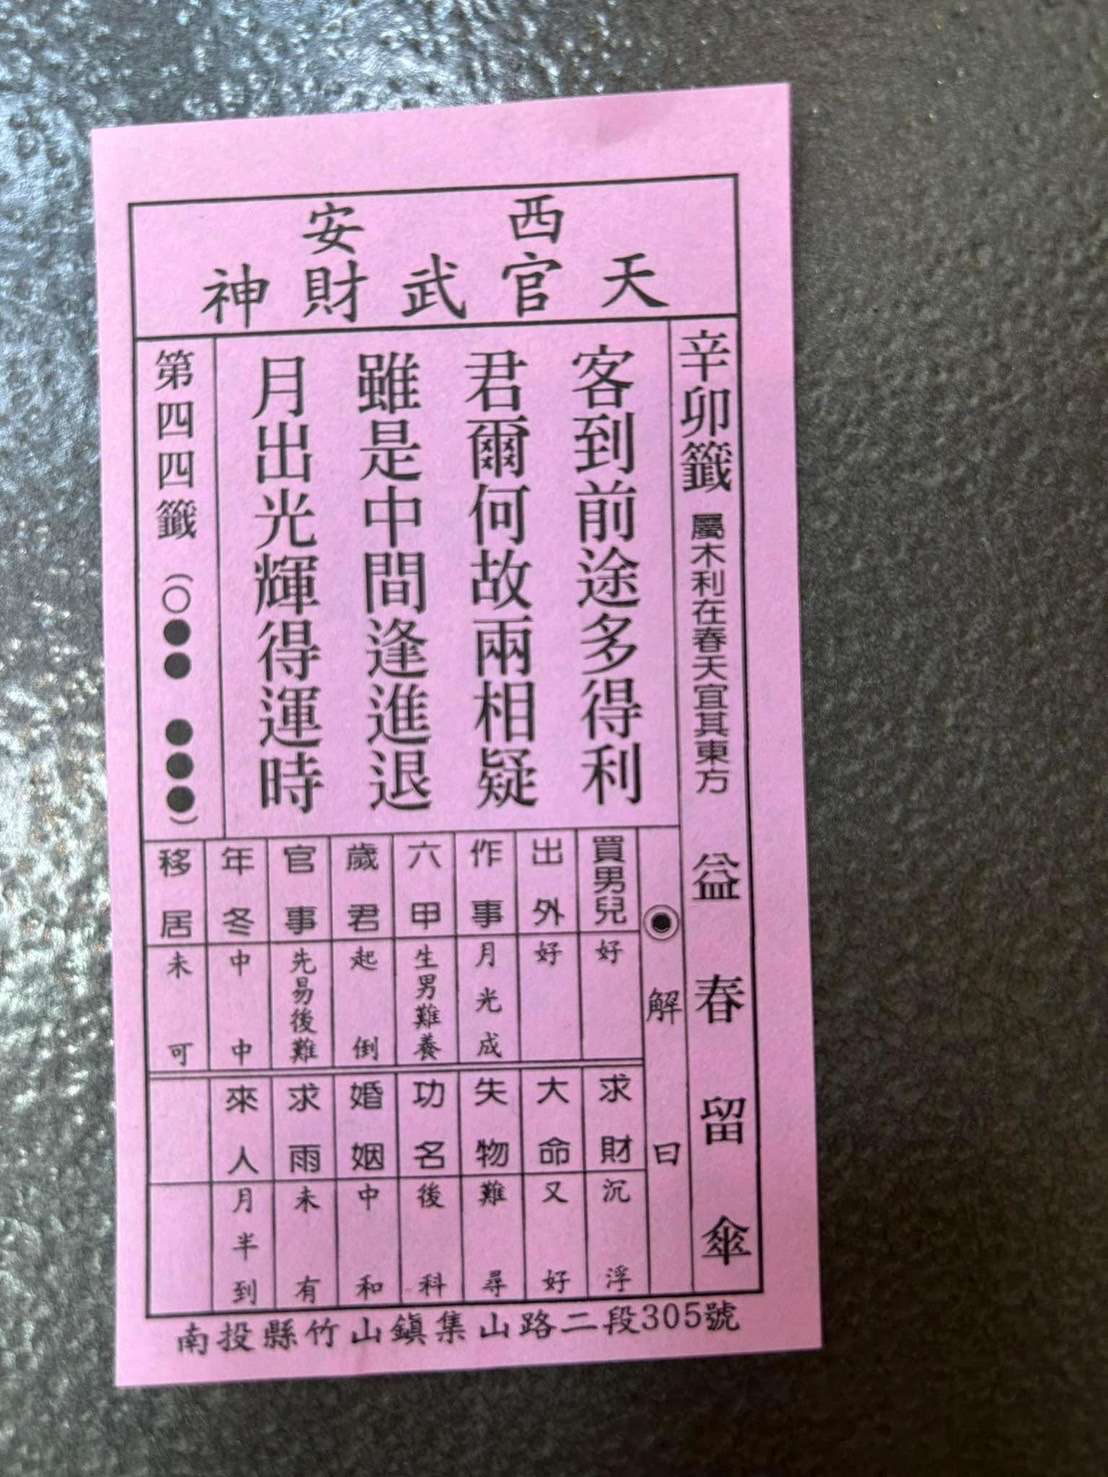 西安
天官武財神
辛卯籤 屬木利在春天宜其東方 益春留傘
客到前途多得利
君爾何故兩相疑
雖是中間逢進退
月出光輝得運時
第四四籤（○●● ●●●）
◉解曰
買男兒 好
出外 好
作事 月光成
六甲 生男難養
歲君 起倒
官事 先易後難
年冬 中中
移居 未可
求財 沉浮
大命 又好
失物 難尋
功名 後科
婚姻 中和
求雨 未有
來人 月半到
南投縣竹山鎮集山路二段305號